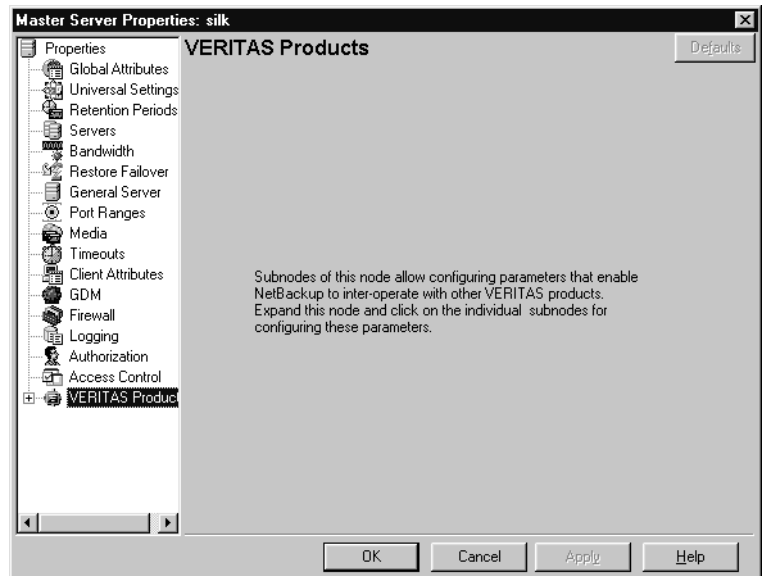 Master Server Properties: silk
Properties
Global Attributes
Universal Settings
Retention Periods
Servers
Bandwidth
Restore Failover
General Server
Port Ranges
Media
Timeouts
Client Attributes
GDM
Firewall
Logging
Authorization
Access Control
VERITAS Product
VERITAS Products
Defaults
Subnodes of this node allow configuring parameters that enable
NetBackup to inter-operate with other VERITAS products.
Expand this node and click on the individual subnodes for
configuring these parameters.
OK
Cancel
Apply
Help